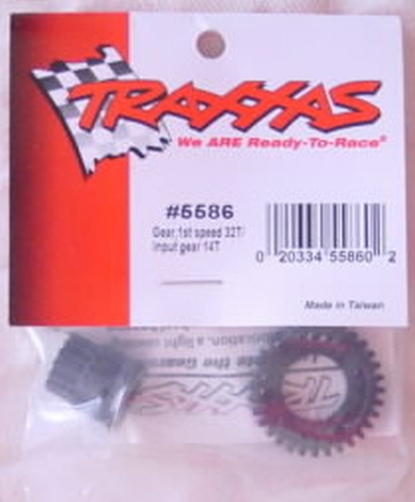 TRAXXAS
We ARE Ready-To-Race®
#5586
Gear,1st speed 32T/
Input gear 14T
0 20334 55860 2
Made in Taiwan